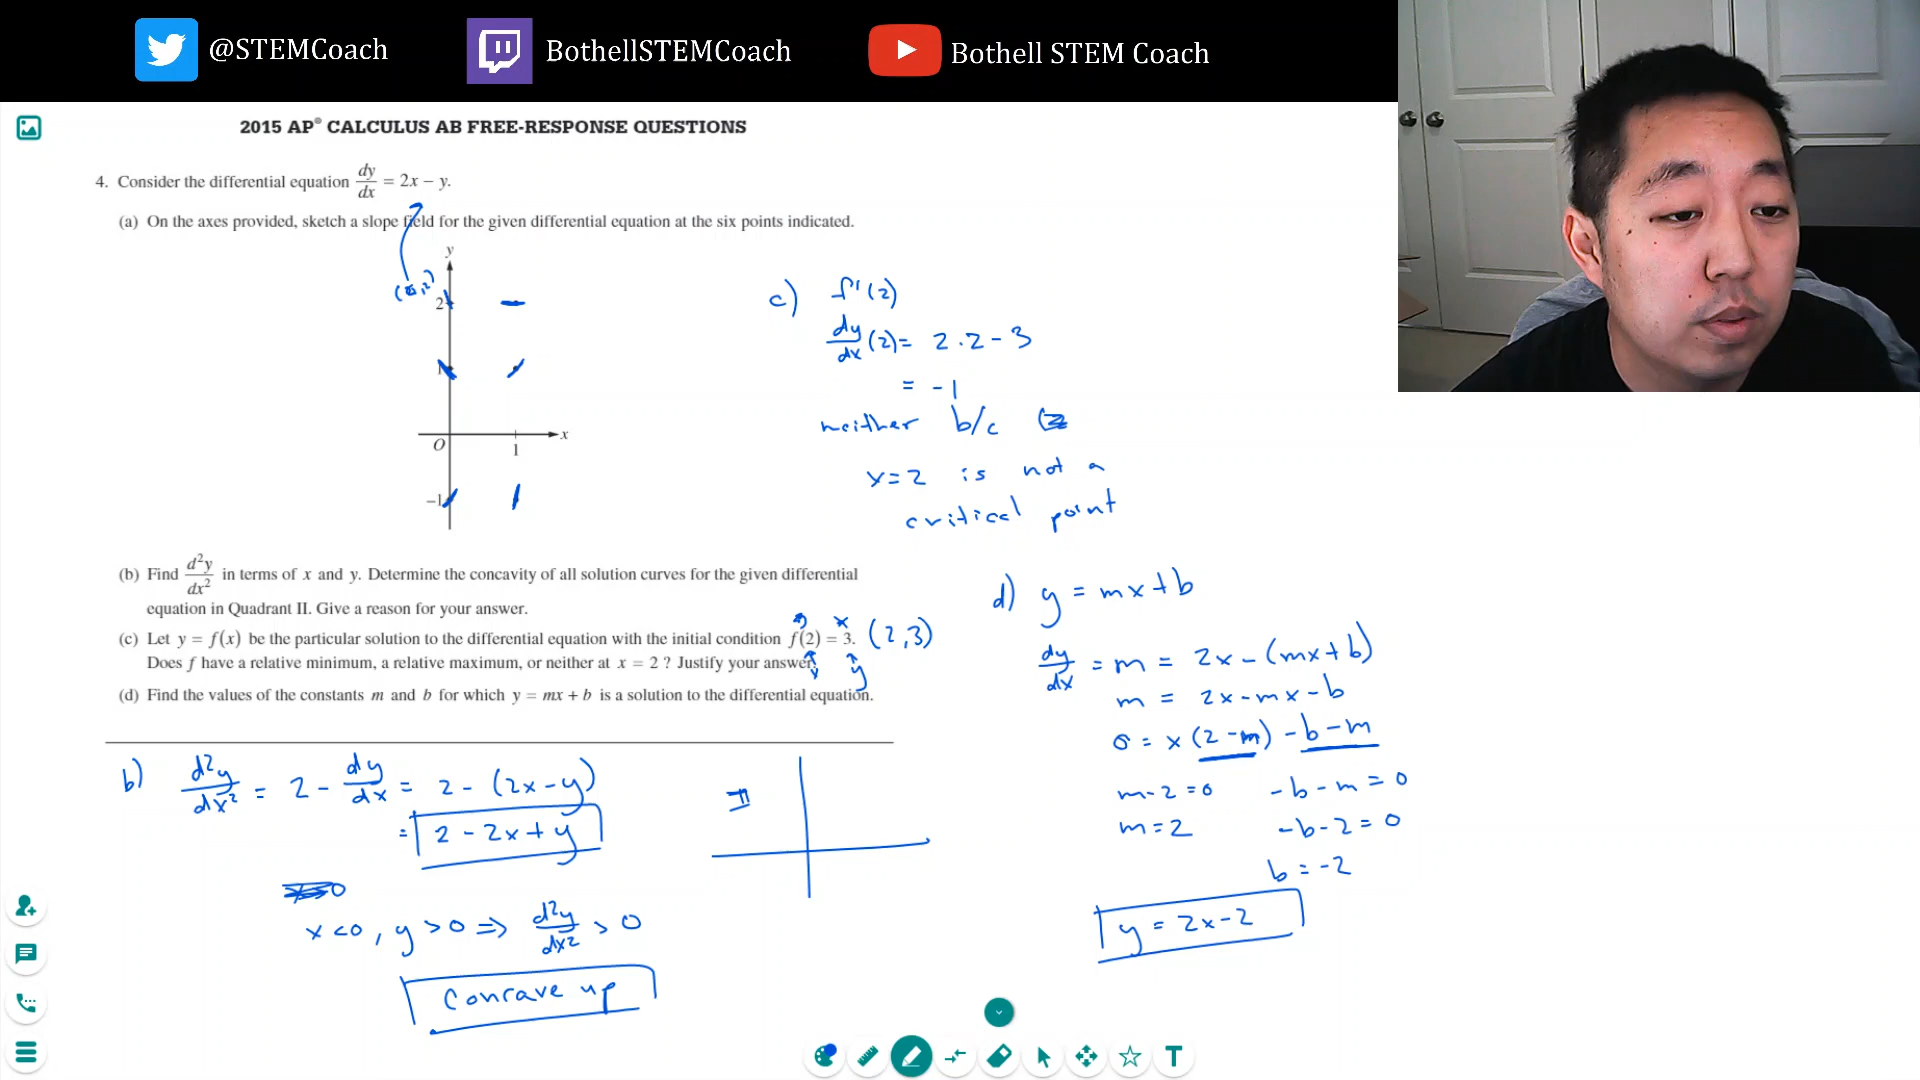 @STEMCoach
BothellSTEMCoach
Bothell STEM Coach
2015 AP® CALCULUS AB FREE-RESPONSE QUESTIONS
4. Consider the differential equation dy/dx = 2x − y.
(a) On the axes provided, sketch a slope field for the given differential equation at the six points indicated.
y
2
1
O
1
x
−1
(b) Find d²y/dx² in terms of x and y. Determine the concavity of all solution curves for the given differential
equation in Quadrant II. Give a reason for your answer.
(c) Let y = f(x) be the particular solution to the differential equation with the initial condition f(2) = 3. (2,3)
Does f have a relative minimum, a relative maximum, or neither at x = 2 ? Justify your answer.
x y
(d) Find the values of the constants m and b for which y = mx + b is a solution to the differential equation.
b) d²y/dx² = 2 - dy/dx = 2 - (2x-y)
= 2 - 2x + y
II
x<0, y>0 => d²y/dx² > 0
Concave up
c) f'(2)
dy/dx (2) = 2·2-3
= -1
neither b/c
x=2 is not a
critical point
d) y = mx+b
dy/dx = m = 2x-(mx+b)
m = 2x-mx-b
0 = x(2-m) -b-m
m-2=0 -b-m=0
m=2 -b-2=0
b=-2
y = 2x-2
T